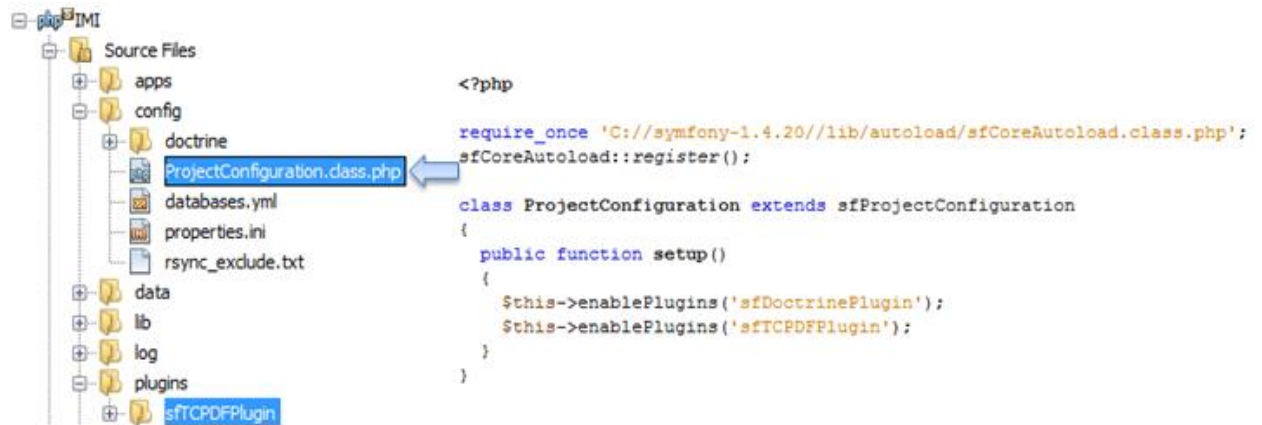 php IMI
Source Files
apps
config
doctrine
ProjectConfiguration.class.php
databases.yml
properties.ini
rsync_exclude.txt
data
lib
log
plugins
sfTCPDFPlugin
<?php
require_once 'C://symfony-1.4.20//lib/autoload/sfCoreAutoload.class.php';
sfCoreAutoload::register();
class ProjectConfiguration extends sfProjectConfiguration
{
public function setup()
{
$this->enablePlugins('sfDoctrinePlugin');
$this->enablePlugins('sfTCPDFPlugin');
}
}